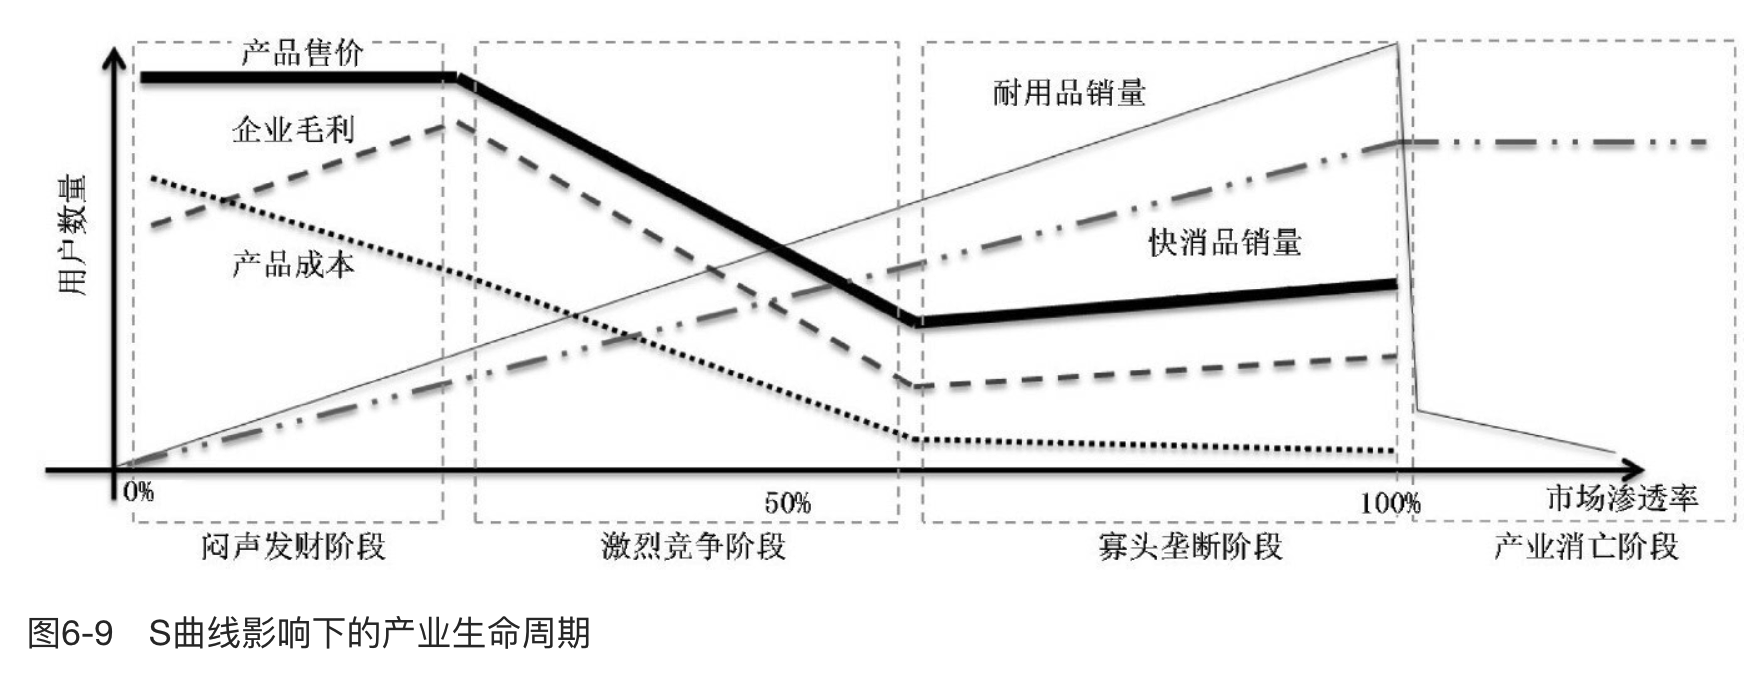 产品售价
耐用品销量
企业毛利
用户数量
快消品销量
产品成本
0%
50%
100%
市场渗透率
闷声发财阶段
激烈竞争阶段
寡头垄断阶段
产业消亡阶段
图6-9 S曲线影响下的产业生命周期